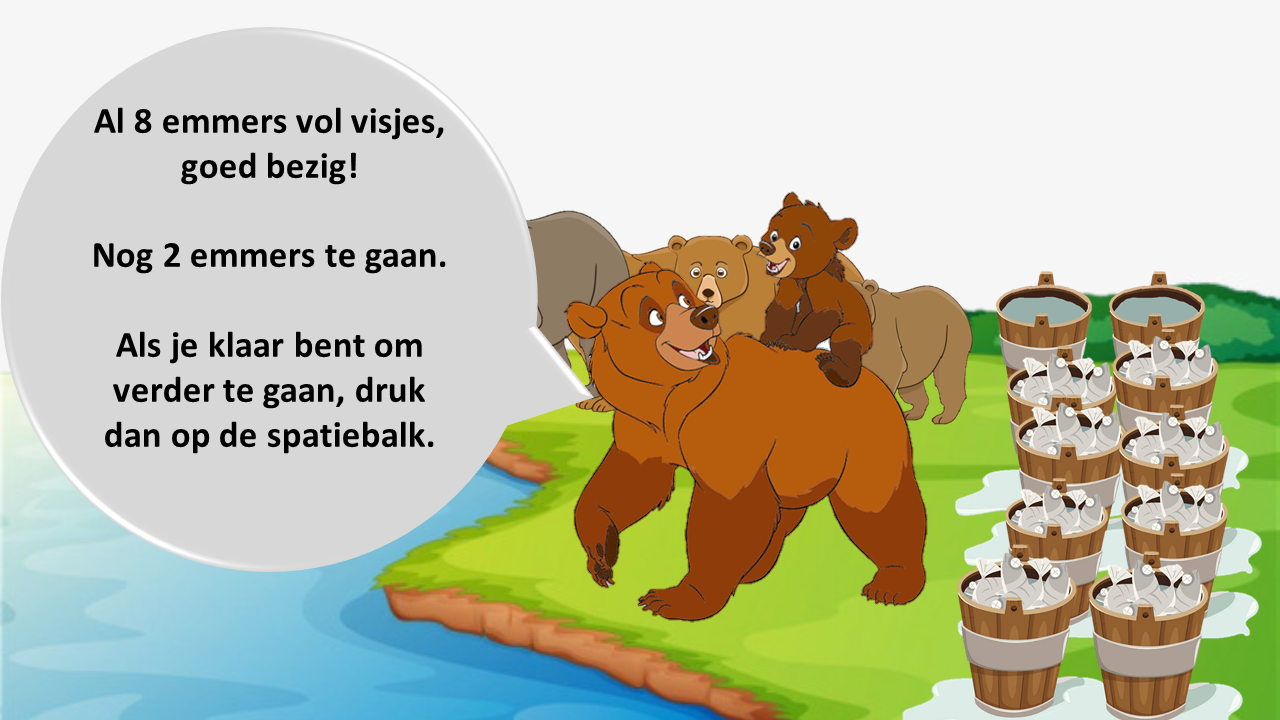 Al 8 emmers vol visjes,
goed bezig!
Nog 2 emmers te gaan.
Als je klaar bent om
verder te gaan, druk
dan op de spatiebalk.